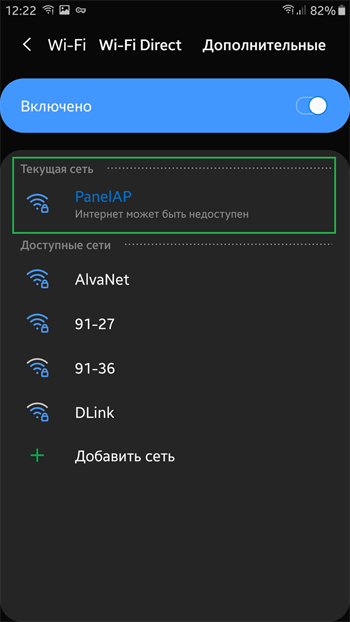 12:22 82%
Wi-Fi Wi-Fi Direct Дополнительные
Включено
Текущая сеть
PanelAP
Интернет может быть недоступен
Доступные сети
AlvaNet
91-27
91-36
DLink
Добавить сеть